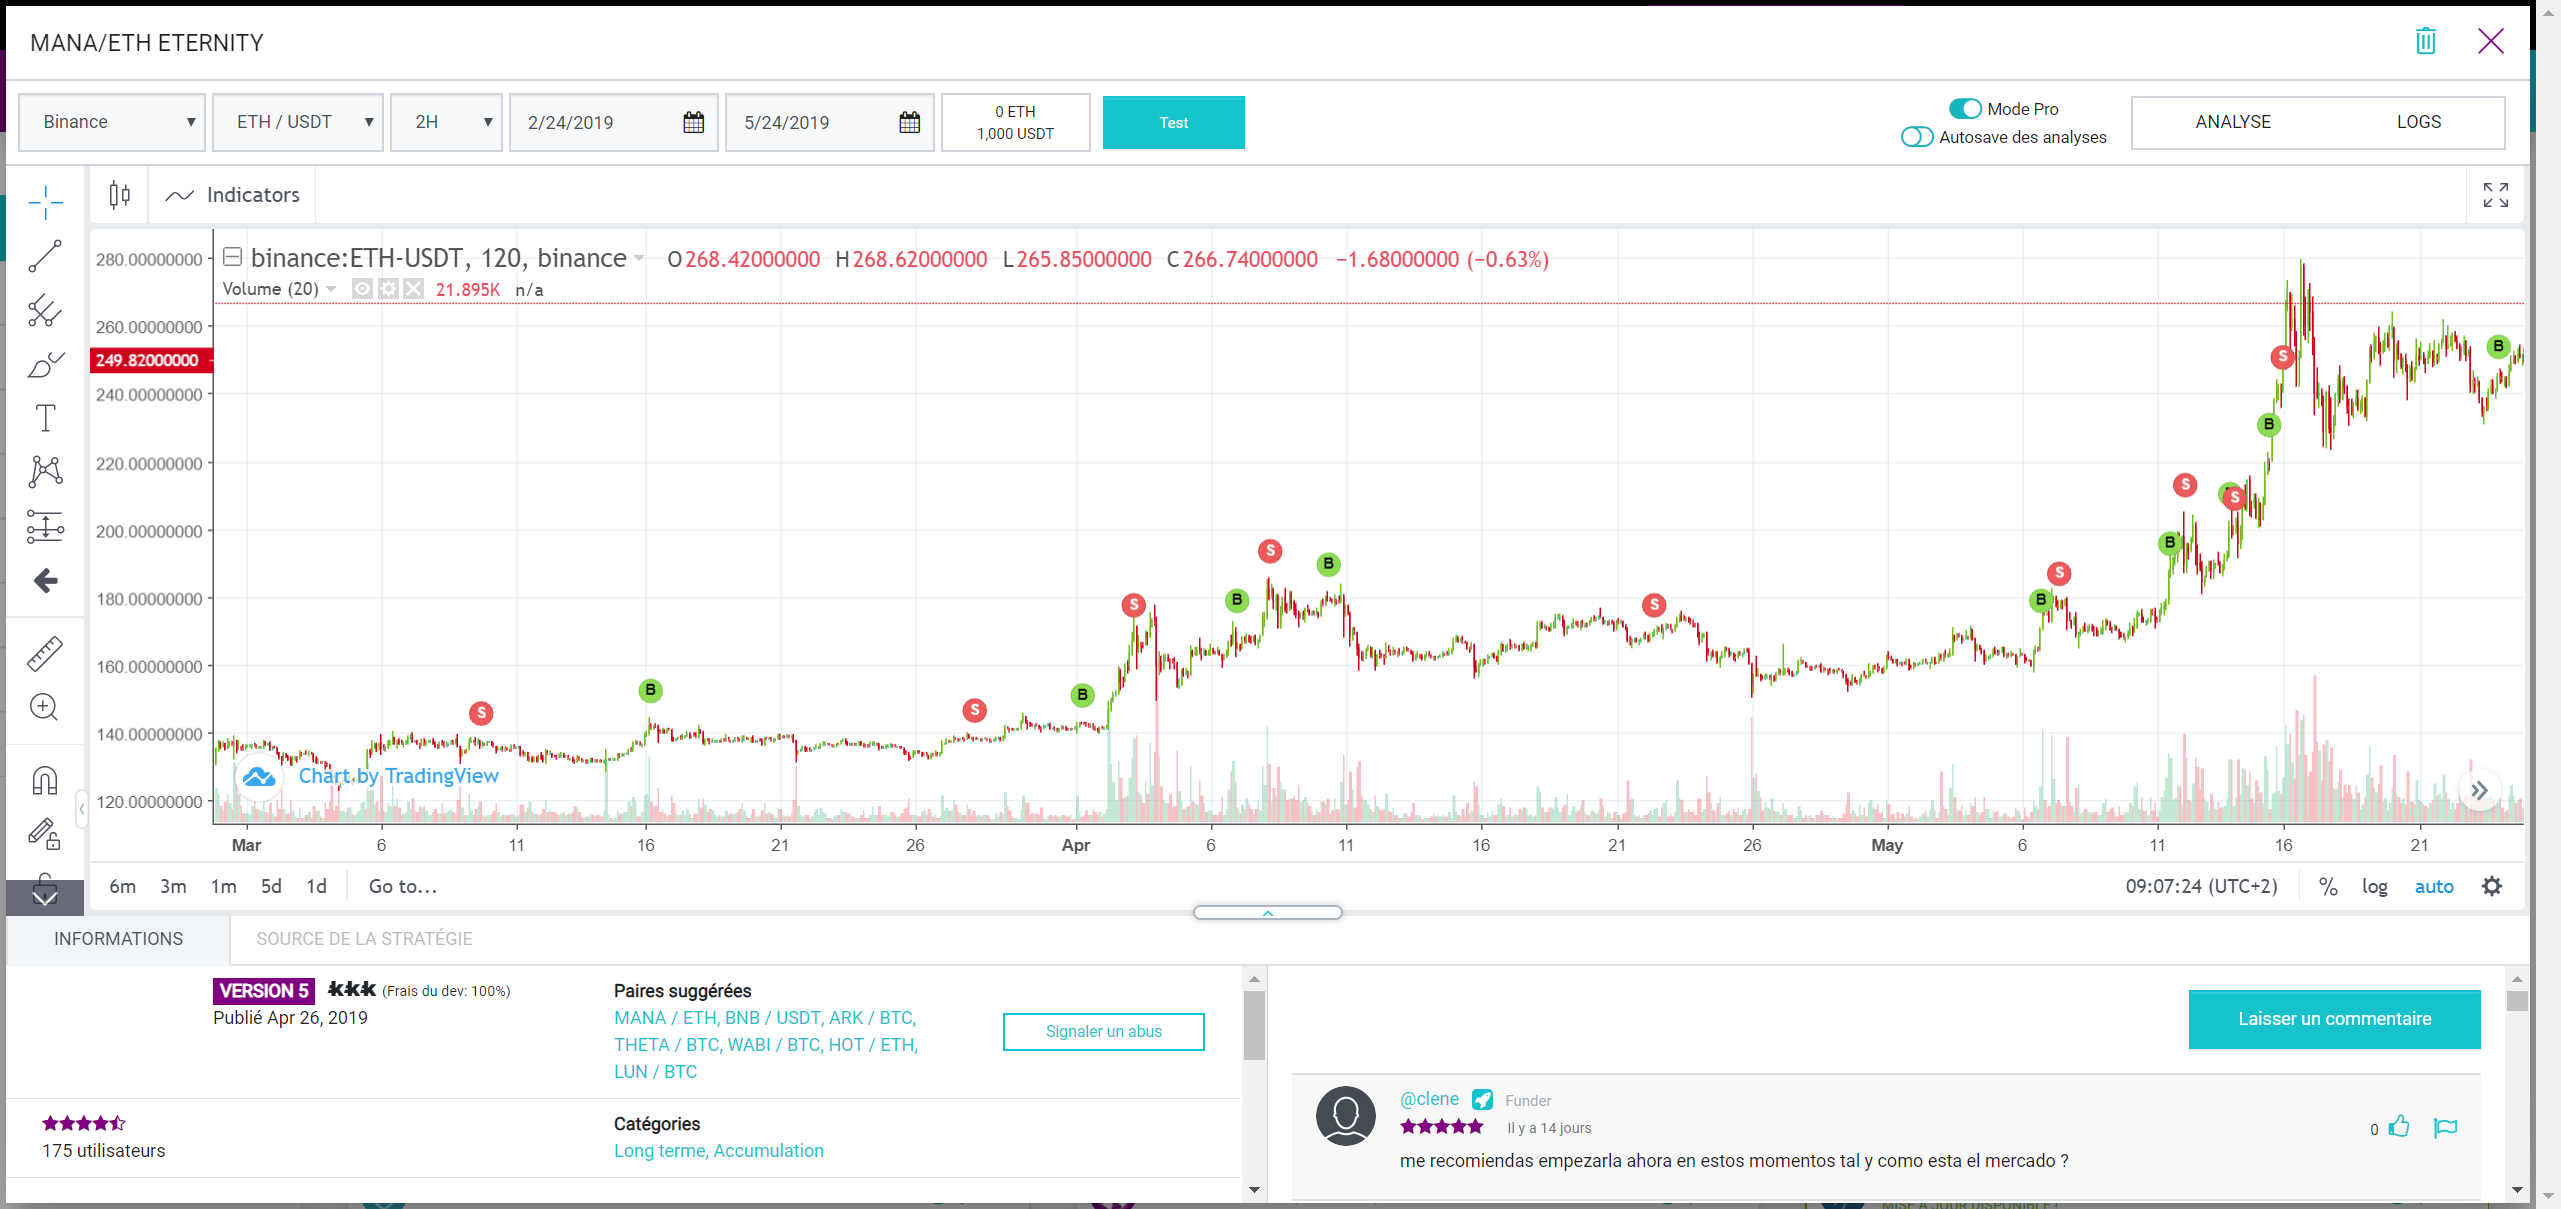 MANA/ETH ETERNITY
Binance
ETH / USDT
2H
2/24/2019
5/24/2019
0 ETH
1,000 USDT
Test
Mode Pro
Autosave des analyses
ANALYSE
LOGS
Indicators
binance:ETH-USDT, 120, binance O268.42000000 H268.62000000 L265.85000000 C266.74000000 −1.68000000 (−0.63%)
Volume (20) 21.895K n/a
280.00000000
260.00000000
249.82000000
240.00000000
220.00000000
200.00000000
180.00000000
160.00000000
140.00000000
120.00000000
S
B
S
B
S
B
S
B
S
B
S
B
S
S
B
S
B
Chart by TradingView
Mar 6 11 16 21 26 Apr 6 11 16 21 26 May 6 11 16 21
6m 3m 1m 5d 1d Go to...
09:07:24 (UTC+2) % log auto
INFORMATIONS
SOURCE DE LA STRATÉGIE
VERSION 5 kkk (Frais du dev: 100%)
Publié Apr 26, 2019
Paires suggérées
MANA / ETH, BNB / USDT, ARK / BTC,
THETA / BTC, WABI / BTC, HOT / ETH,
LUN / BTC
Signaler un abus
175 utilisateurs
Catégories
Long terme, Accumulation
Laisser un commentaire
@clene Funder
Il y a 14 jours
0
me recomiendas empezarla ahora en estos momentos tal y como esta el mercado ?